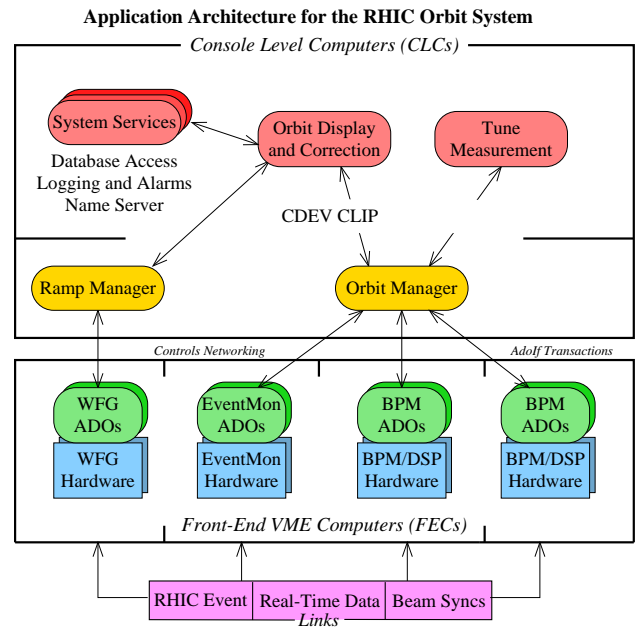 Application Architecture for the RHIC Orbit System
Console Level Computers (CLCs)
System Services
Database Access
Logging and Alarms
Name Server
Orbit Display
and Correction
Tune
Measurement
CDEV CLIP
Ramp Manager
Orbit Manager
Controls Networking
AdoIf Transactions
WFG
ADOs
WFG
Hardware
EventMon
ADOs
EventMon
Hardware
BPM
ADOs
BPM/DSP
Hardware
BPM
ADOs
BPM/DSP
Hardware
Front-End VME Computers (FECs)
RHIC Event
Real-Time Data
Beam Syncs
Links